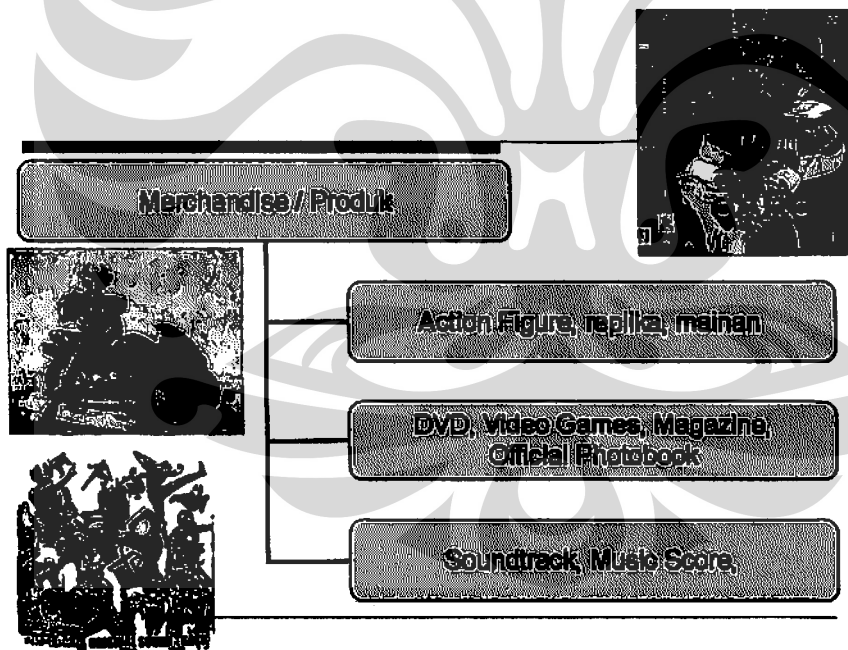 Merchandise / Produk
Action Figure, replika, mainan
DVD, Video Games, Magazine,
Official Photobook
Soundtrack, Music Score,